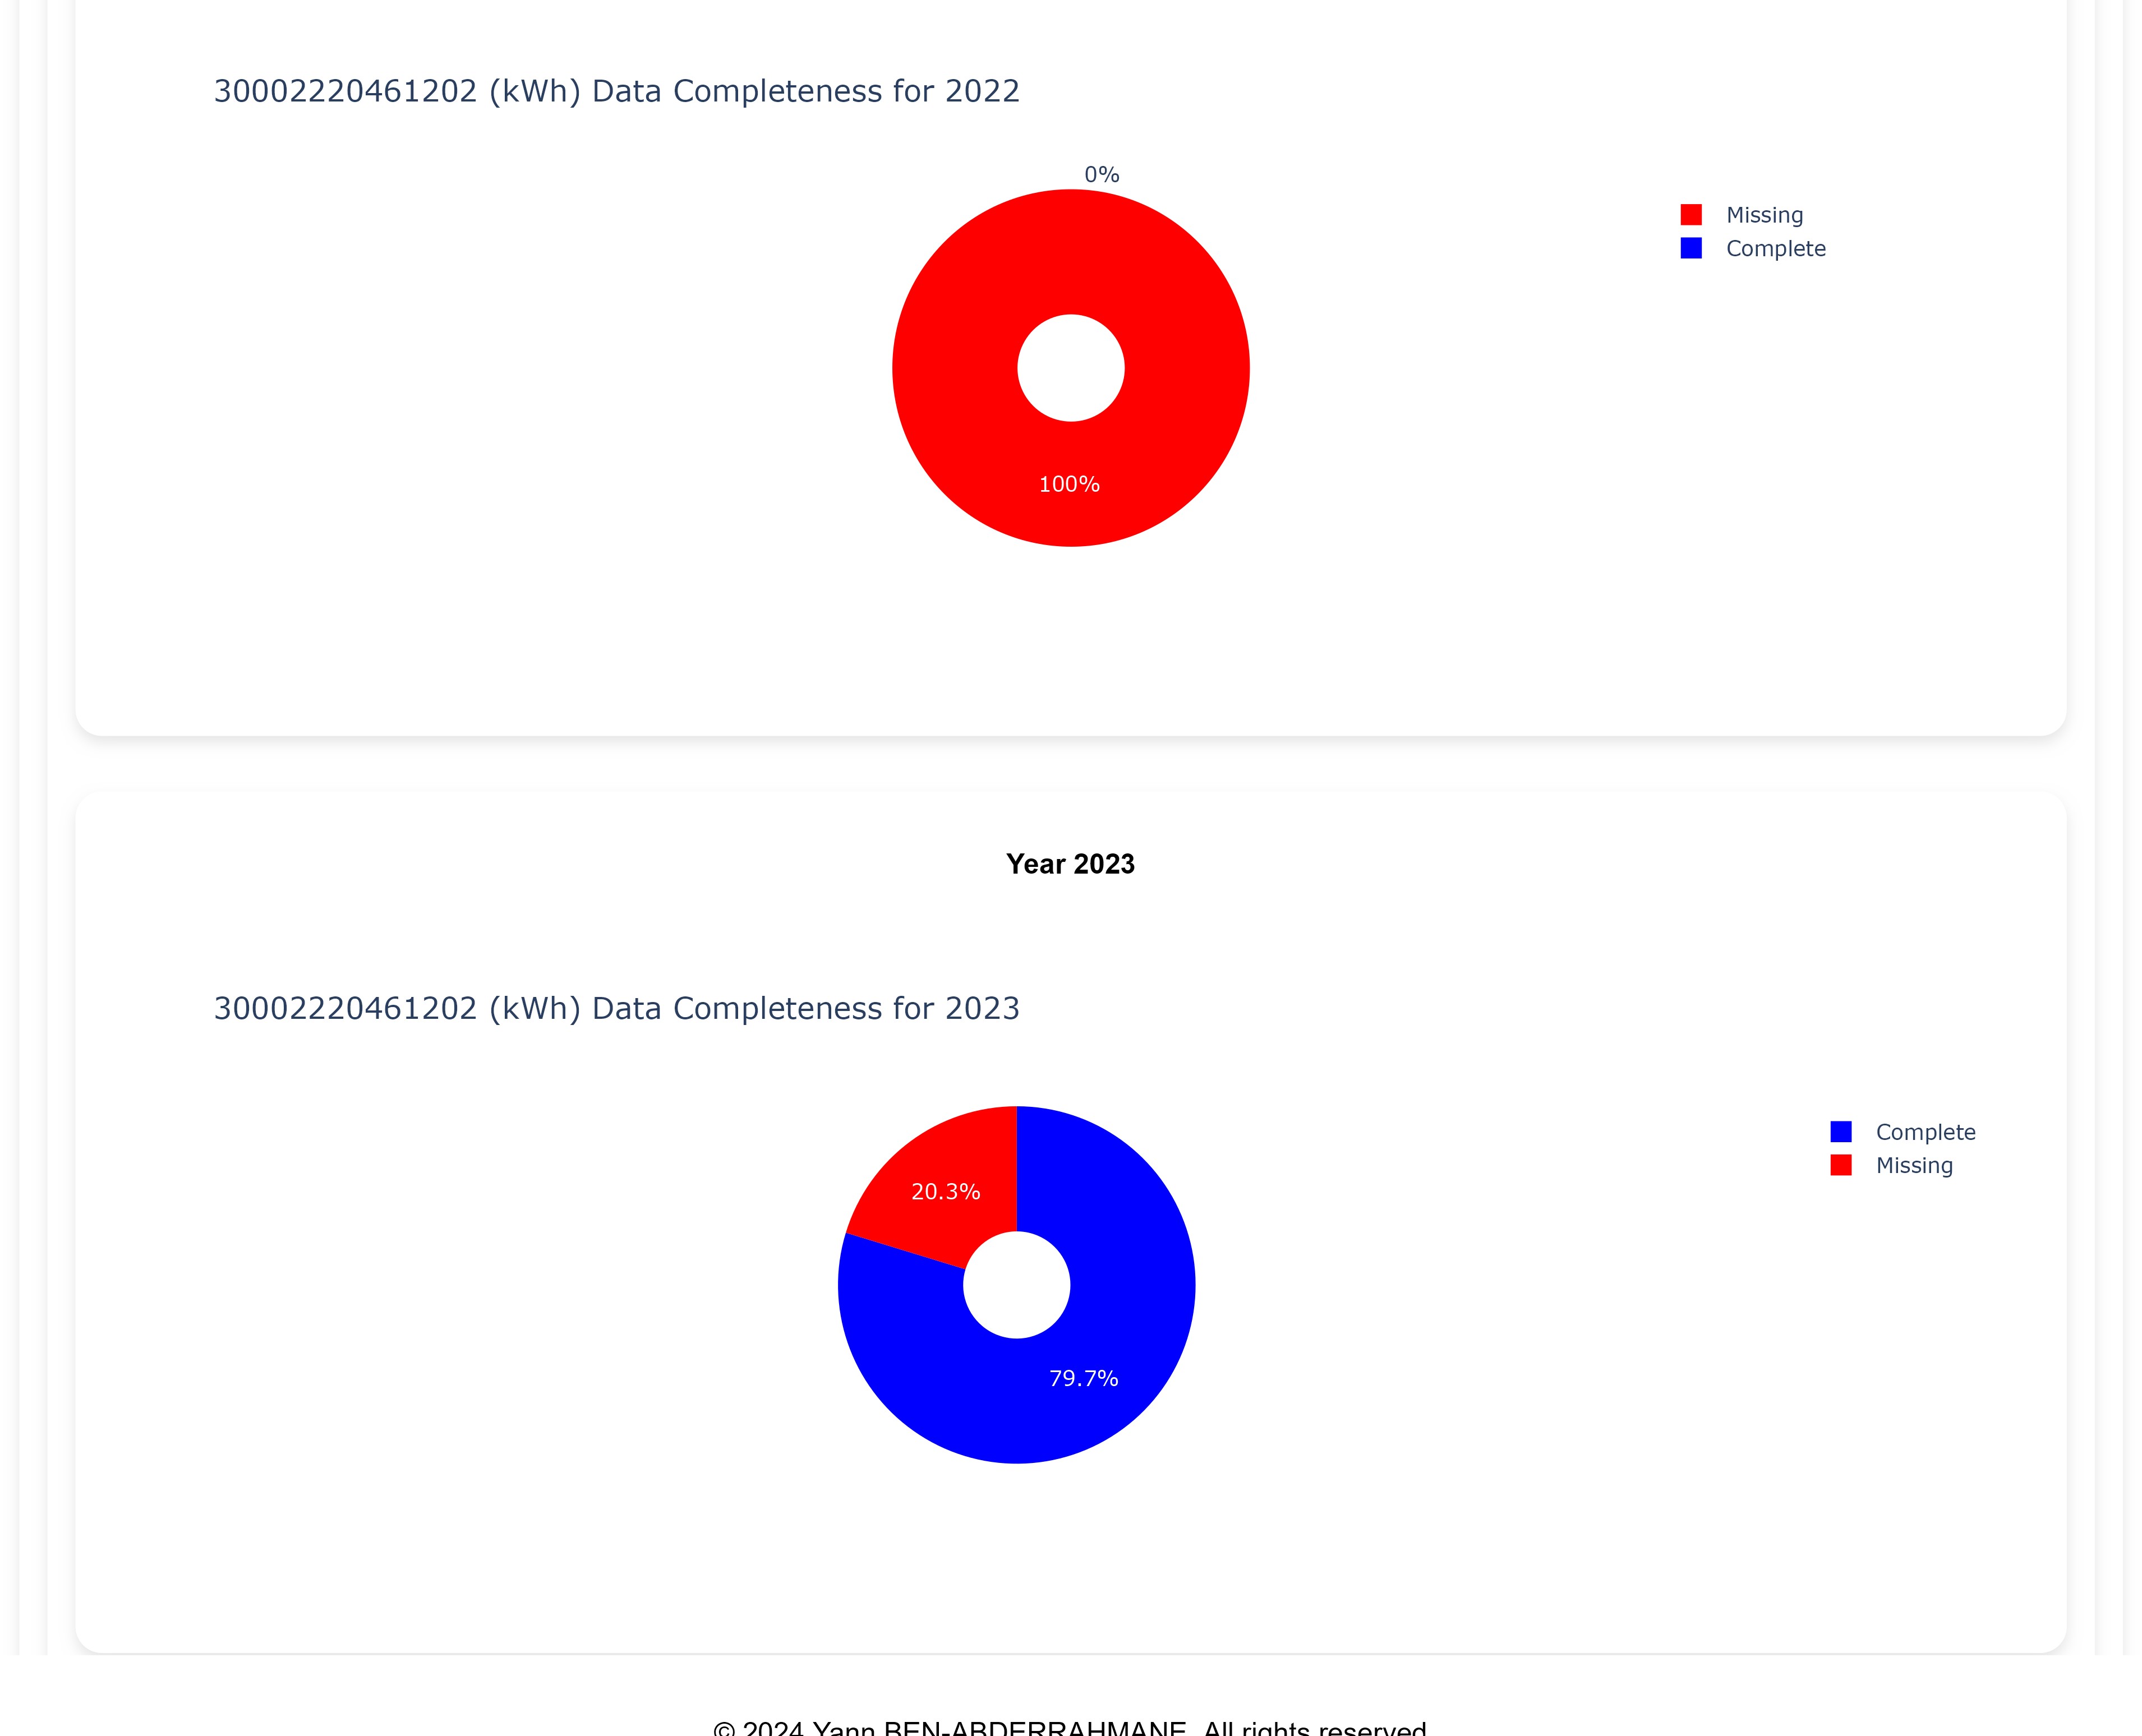 30002220461202 (kWh) Data Completeness for 2022
0%
Missing
Complete
100%
Year 2023
30002220461202 (kWh) Data Completeness for 2023
Complete
Missing
20.3%
79.7%
© 2024 Yann BEN-ABDERRAHMANE. All rights reserved